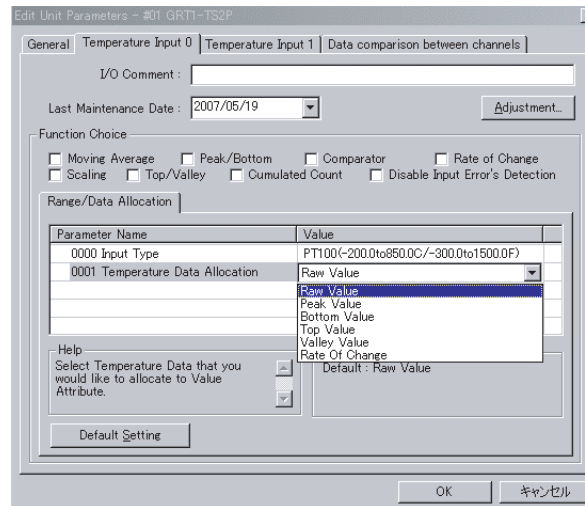 Edit Unit Parameters - #01 GRT1-TS2P
General Temperature Input 0 Temperature Input 1 Data comparison between channels
I/O Comment :
Last Maintenance Date : 2007/05/19 Adjustment...
Function Choice
Moving Average Peak/Bottom Comparator Rate of Change
Scaling Top/Valley Cumulated Count Disable Input Error's Detection
Range/Data Allocation
Parameter Name Value
0000 Input Type PT100(-200.0to850.0C/-300.0to1500.0F)
0001 Temperature Data Allocation Raw Value
Raw Value
Peak Value
Bottom Value
Top Value
Valley Value
Rate Of Change
Help
Select Temperature Data that you
would like to allocate to Value
Attribute.
Default : Raw Value
Default Setting
OK キャンセル